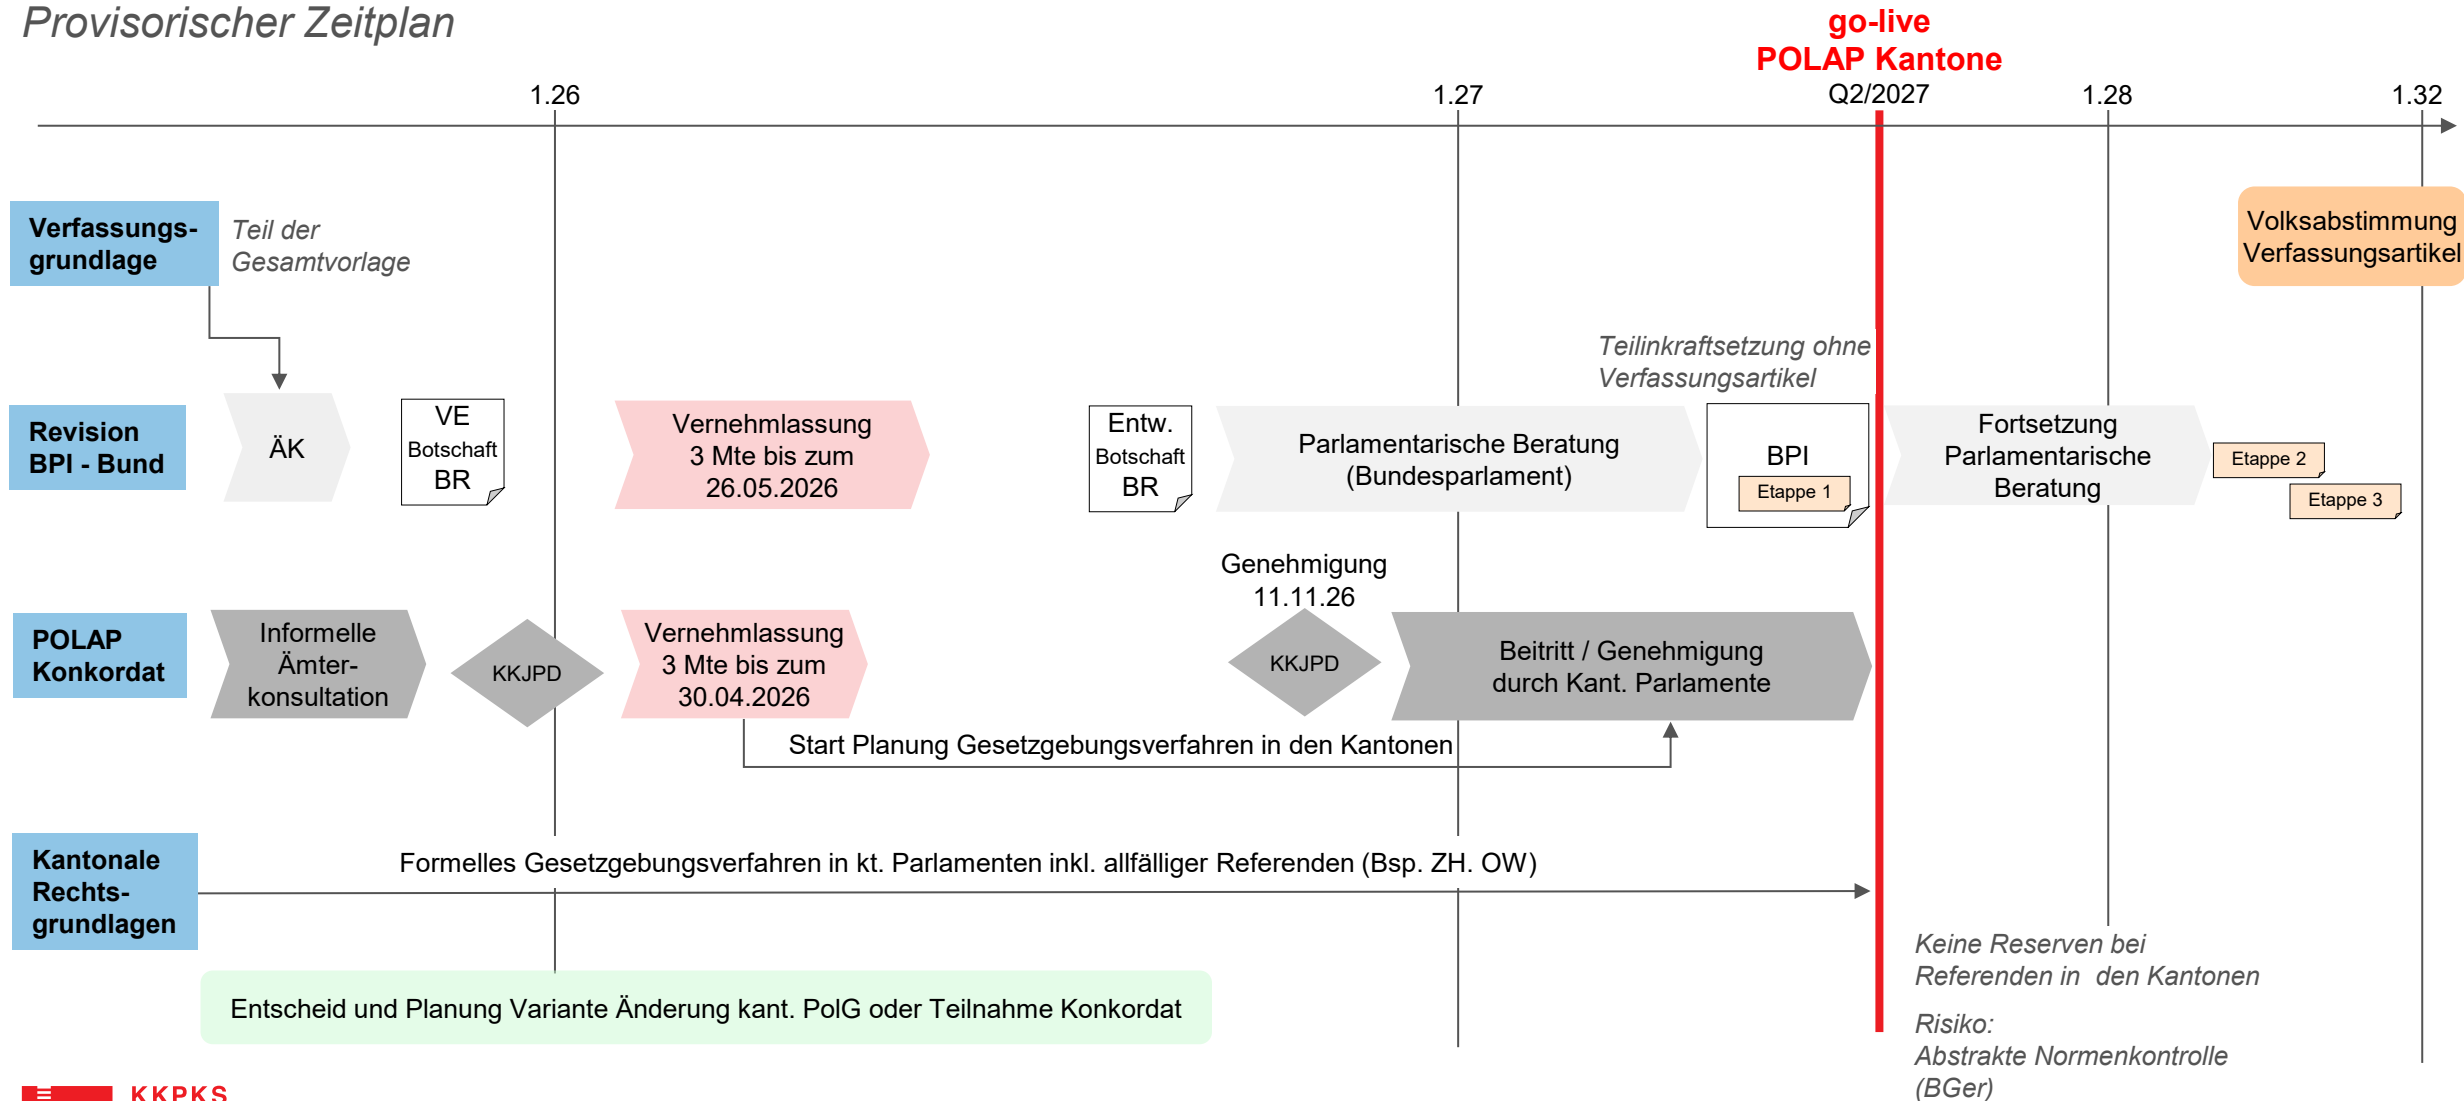 Provisorischer Zeitplan
go-live
POLAP Kantone
Q2/2027
1.26
1.27
1.28
1.32
Verfassungs-
grundlage
Teil der
Gesamtvorlage
Volksabstimmung
Verfassungsartikel
Teilinkraftsetzung ohne
Verfassungsartikel
Revision
BPI - Bund
ÄK
VE
Botschaft
BR
Vernehmlassung
3 Mte bis zum
26.05.2026
Entw.
Botschaft
BR
Parlamentarische Beratung
(Bundesparlament)
BPI
Etappe 1
Fortsetzung
Parlamentarische
Beratung
Etappe 2
Etappe 3
Genehmigung
11.11.26
POLAP
Konkordat
Informelle
Ämter-
konsultation
KKJPD
Vernehmlassung
3 Mte bis zum
30.04.2026
KKJPD
Beitritt / Genehmigung
durch Kant. Parlamente
Start Planung Gesetzgebungsverfahren in den Kantonen
Kantonale
Rechts-
grundlagen
Formelles Gesetzgebungsverfahren in kt. Parlamenten inkl. allfälliger Referenden (Bsp. ZH. OW)
Entscheid und Planung Variante Änderung kant. PolG oder Teilnahme Konkordat
Keine Reserven bei
Referenden in den Kantonen
Risiko:
Abstrakte Normenkontrolle
(BGer)
KKPKS